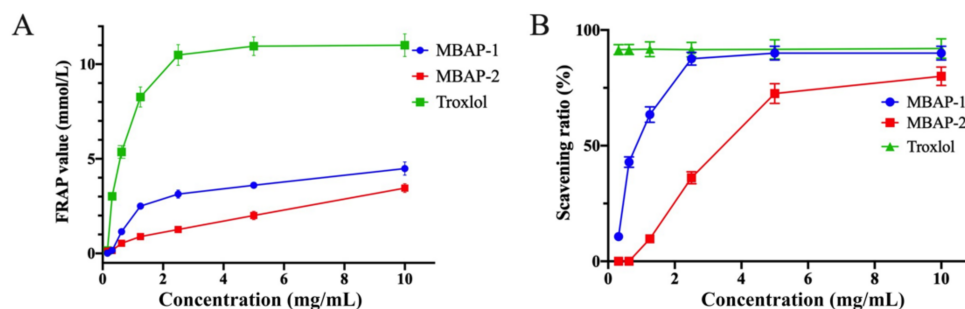 A
FRAP value (mmol/L)
10
5
0
0
2
4
6
8
10
Concentration (mg/mL)
MBAP-1
MBAP-2
Troxlol
B
Scavening ratio (%)
100
50
0
0
2
4
6
8
10
Concentration (mg/mL)
MBAP-1
MBAP-2
Troxlol